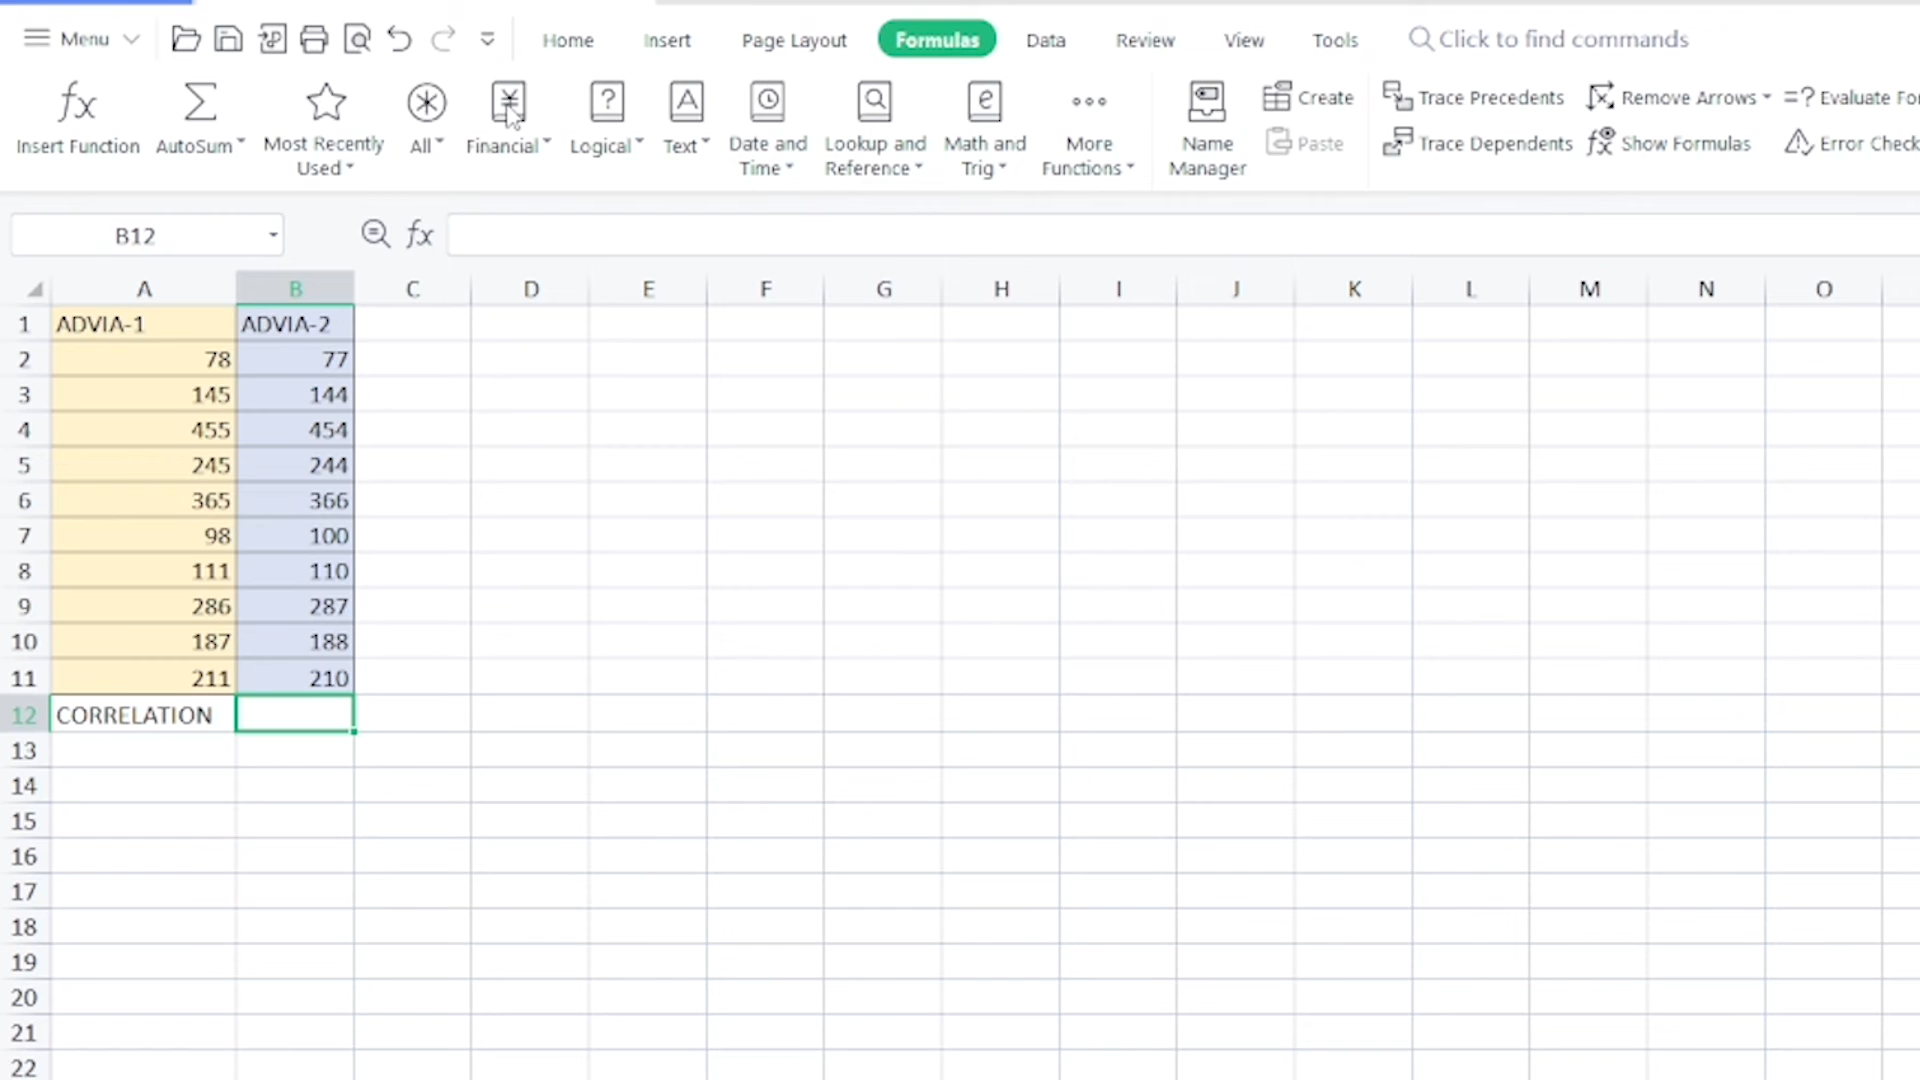 Menu Home Insert Page Layout Formulas Data Review View Tools Click to find commands
fx Insert Function AutoSum Most Recently Used All Financial Logical Text Date and Time Lookup and Reference Math and Trig More Functions Name Manager
Create Trace Precedents Remove Arrows =? Evaluate For
Paste Trace Dependents Show Formulas Error Check
B12 fx
A B C D E F G H I J K L M N O
1 ADVIA-1 ADVIA-2
2 78 77
3 145 144
4 455 454
5 245 244
6 365 366
7 98 100
8 111 110
9 286 287
10 187 188
11 211 210
12 CORRELATION
13
14
15
16
17
18
19
20
21
22